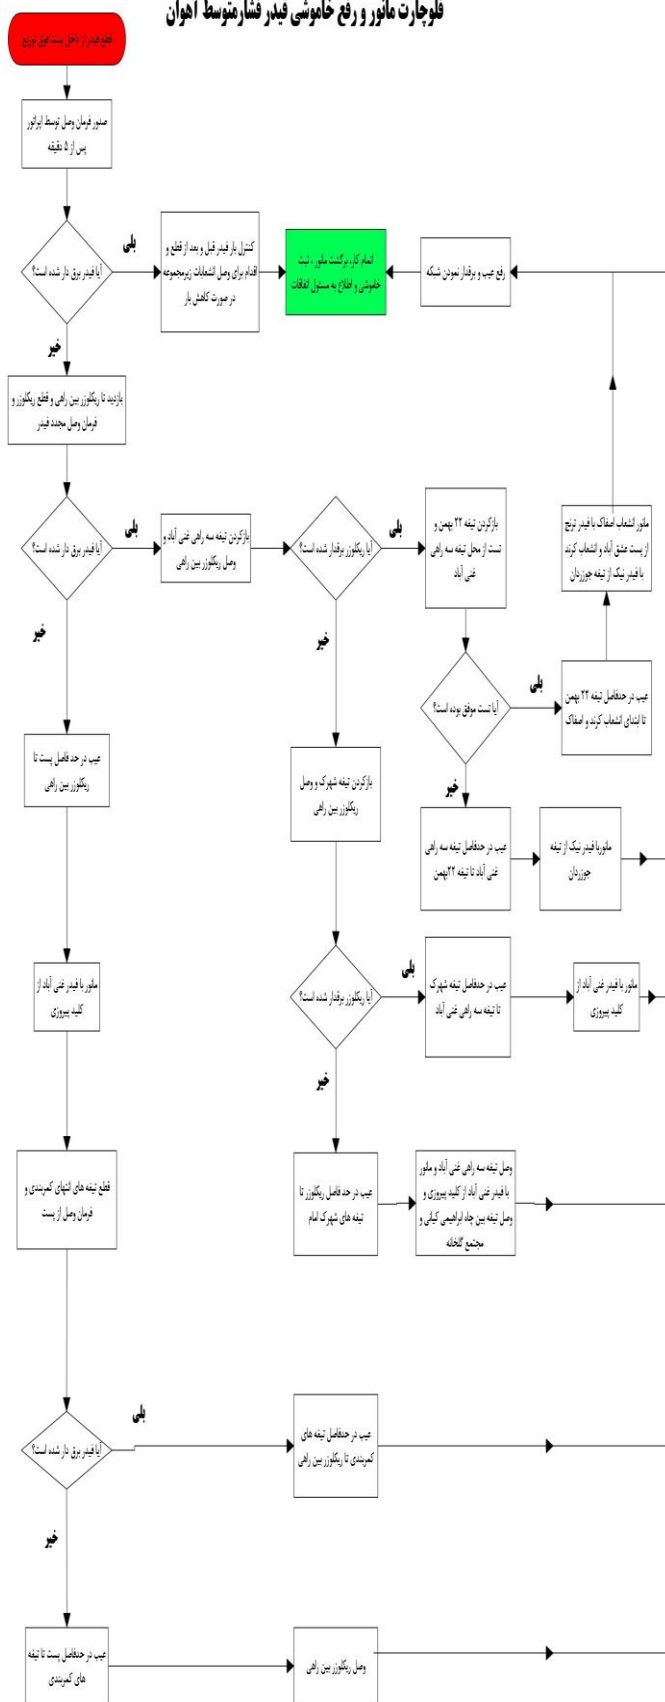 فلوچارت مانور و رفع خاموشی فیدر فشارمتوسط آهوان
قطع فیدر از داخل پست فوق توزیع
صدور فرمان وصل توسط اپراتور
پس از ۵ دقیقه
آیا فیدر برق دار شده است؟
بلی
کنترل بار فیدر قبل و بعد از قطع و
اقدام برای وصل انشعابات زیرمجموعه
در صورت کاهش بار
اتمام کار، برگشت مانور ، ثبت
خاموشی و اطلاع به مسئول اتفاقات
رفع عیب و برقدار نمودن شبکه
خیر
بازدید تا ریکلوزر بین راهی و قطع ریکلوزر و
فرمان وصل مجدد فیدر
آیا فیدر برق دار شده است؟
بلی
بازکردن تیغه سه راهی غنی آباد و
وصل ریکلوزر بین راهی
آیا ریکلوزر برقدار شده است؟
بلی
بازکردن تیغه ۲۲ بهمن و
تست از محل تیغه سه راهی
غنی آباد
مانور انشعاب اصفاک با فیدر ترنج
از پست عشق آباد و انشعاب کرند
با فیدر نیک از تیغه جوزردان
خیر
خیر
آیا تست موفق بوده است؟
بلی
عیب در حدفاصل تیغه ۲۲ بهمن
تا ابتدای انشعاب کرند و اصفاک
خیر
عیب در حد فاصل پست تا
ریکلوزر بین راهی
بازکردن تیغه شهرک و وصل
ریکلوزر بین راهی
عیب در حدفاصل تیغه سه راهی
غنی آباد تا تیغه ۲۲بهمن
مانوربا فیدر نیک از تیغه
جوزردان
مانور با فیدر غنی آباد از
کلید پیروزی
آیا ریکلوزر برقدار شده است؟
بلی
عیب در حدفاصل تیغه شهرک
تا تیغه سه راهی غنی آباد
مانور با فیدر غنی آباد از
کلید پیروزی
خیر
قطع تیغه های انتهای کمربندی و
فرمان وصل از پست
عیب در حد فاصل ریکلوزر تا
تیغه های شهرک امام
وصل تیغه سه راهی غنی آباد و مانور
با فیدر غنی آباد از کلید پیروزی و
وصل تیغه بین چاه ابراهیمی کیانی و
مجتمع گلخانه
آیا فیدر برق دار شده است؟
بلی
عیب در حدفاصل تیغه های
کمربندی تا ریکلوزر بین راهی
خیر
عیب در حدفاصل پست تا تیغه
های کمربندی
وصل ریکلوزر بین راهی